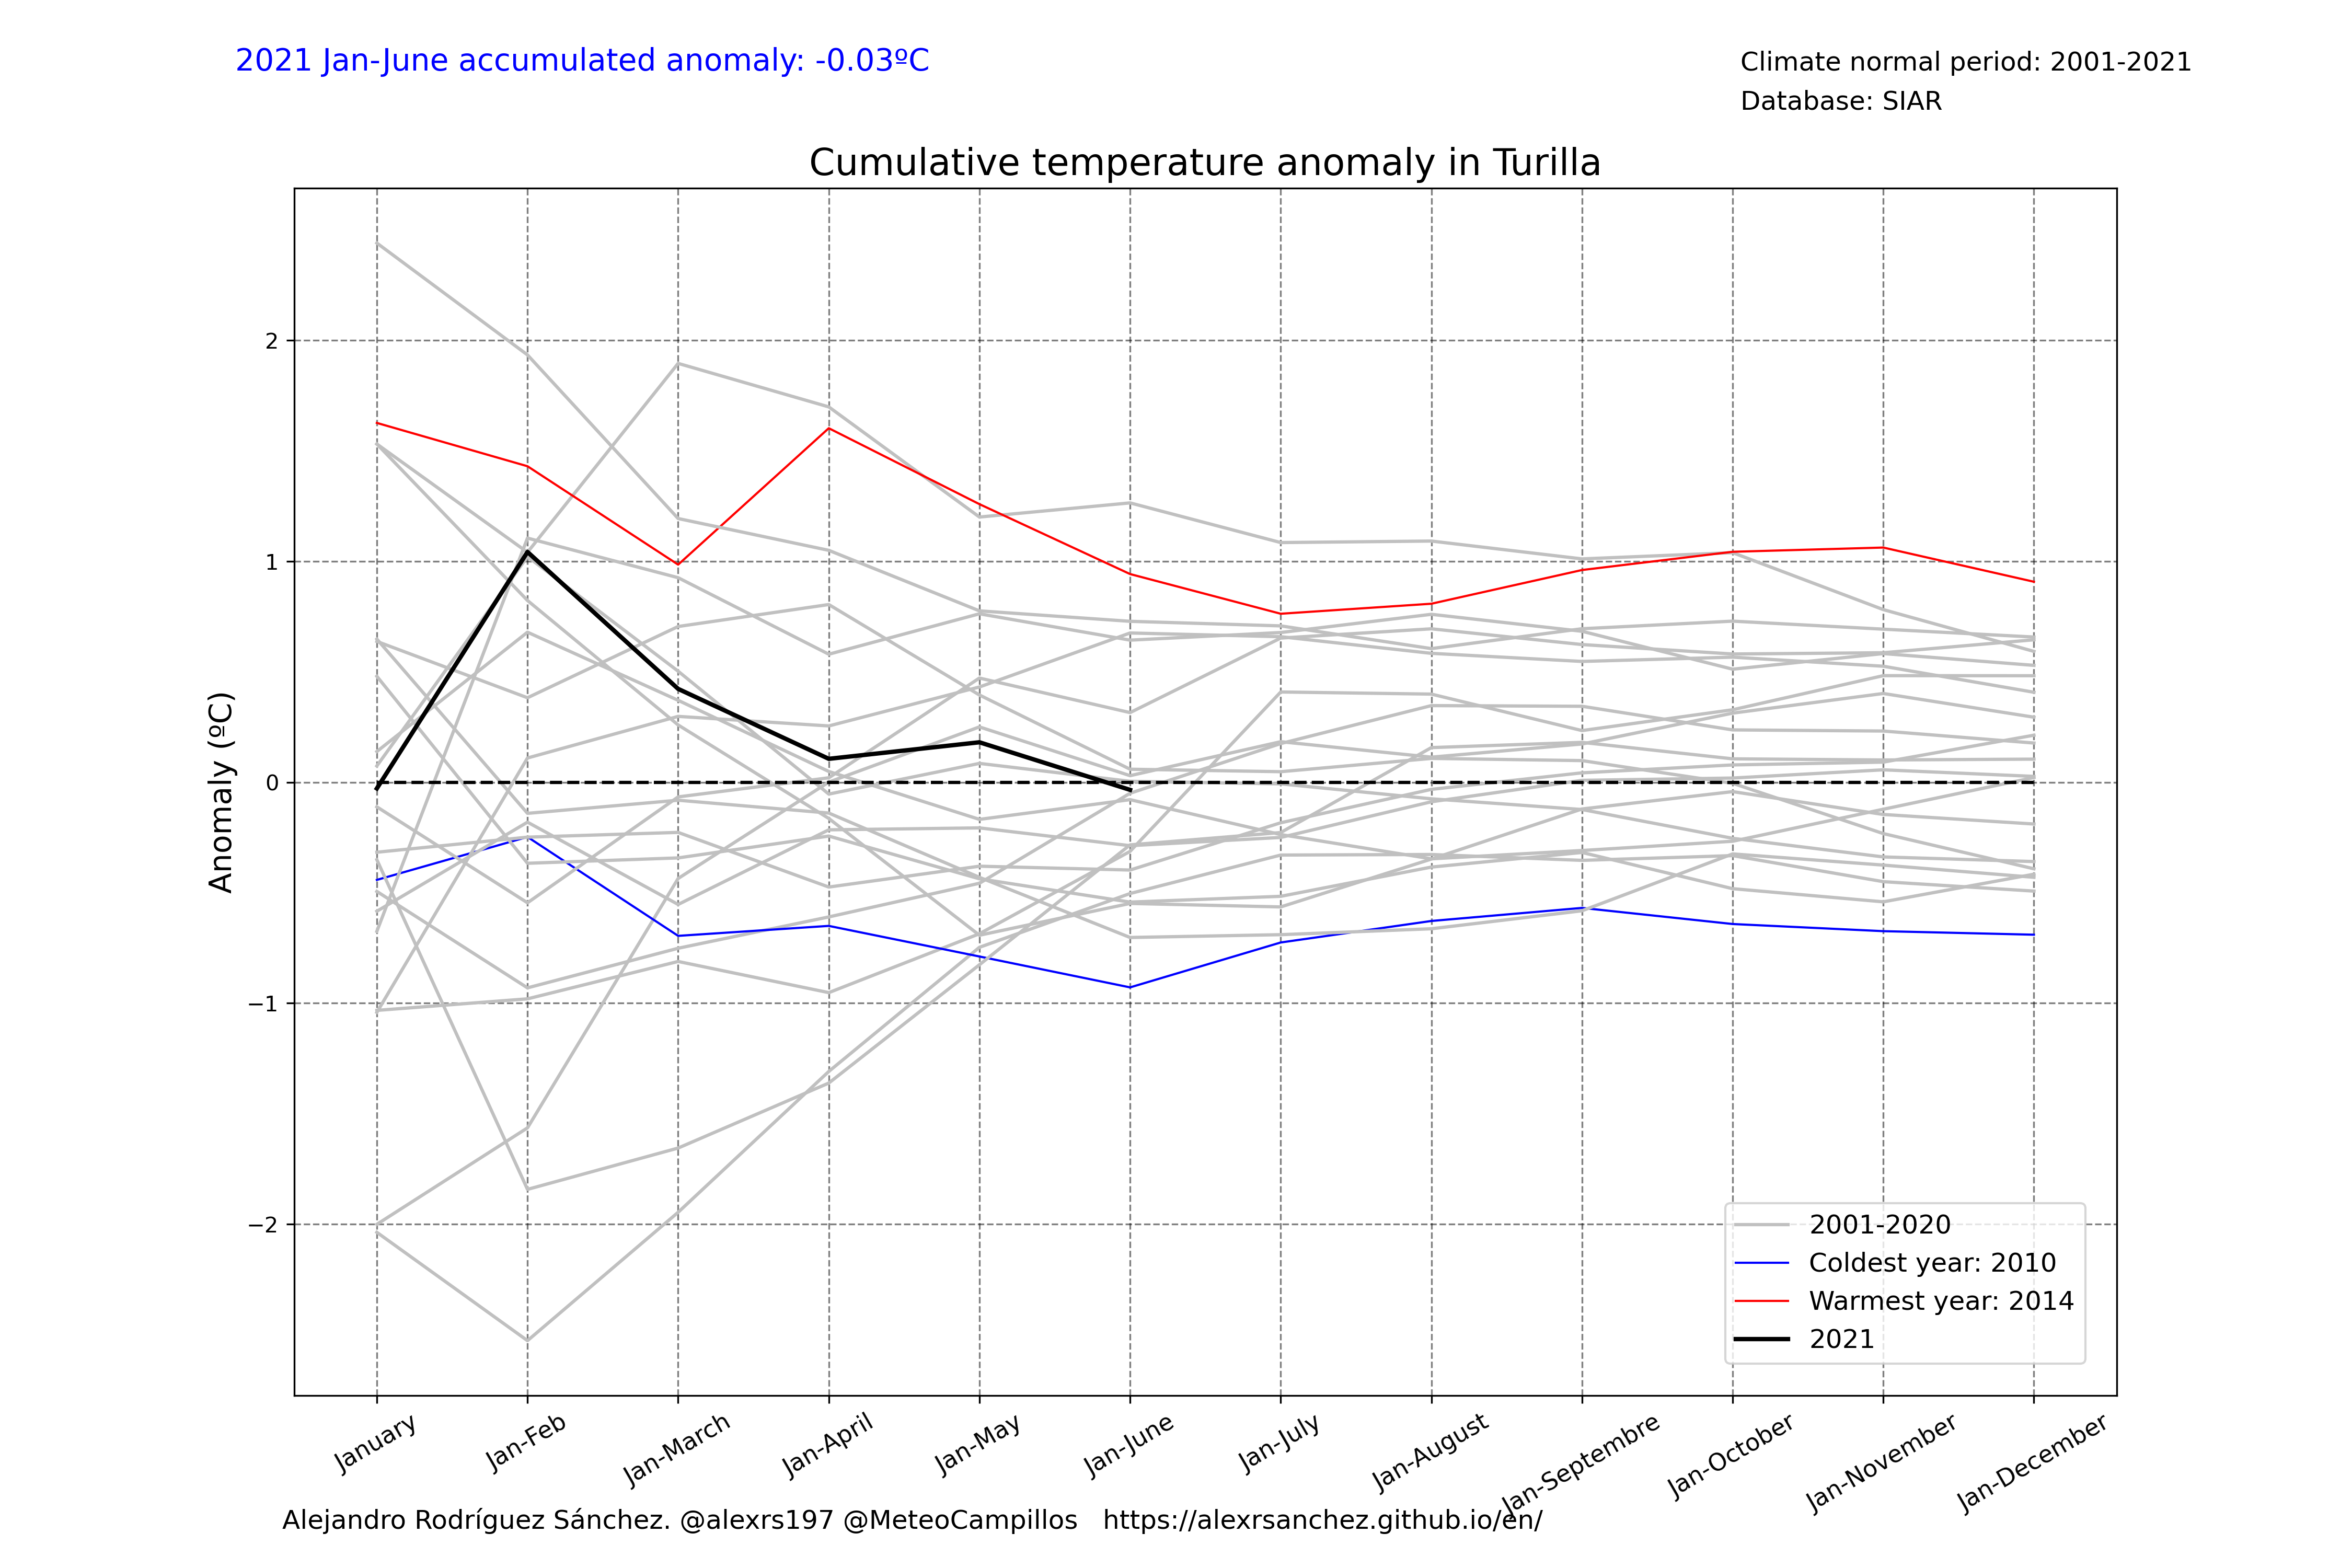 2021 Jan-June accumulated anomaly: -0.03ºC
Climate normal period: 2001-2021
Database: SIAR
Cumulative temperature anomaly in Turilla
Anomaly (ºC)
2
1
0
−1
−2
2001-2020
Coldest year: 2010
Warmest year: 2014
2021
January
Jan-Feb
Jan-March
Jan-April
Jan-May
Jan-June
Jan-July
Jan-August
Jan-Septembre
Jan-October
Jan-November
Jan-December
Alejandro Rodríguez Sánchez. @alexrs197 @MeteoCampillos https://alexrsanchez.github.io/en/